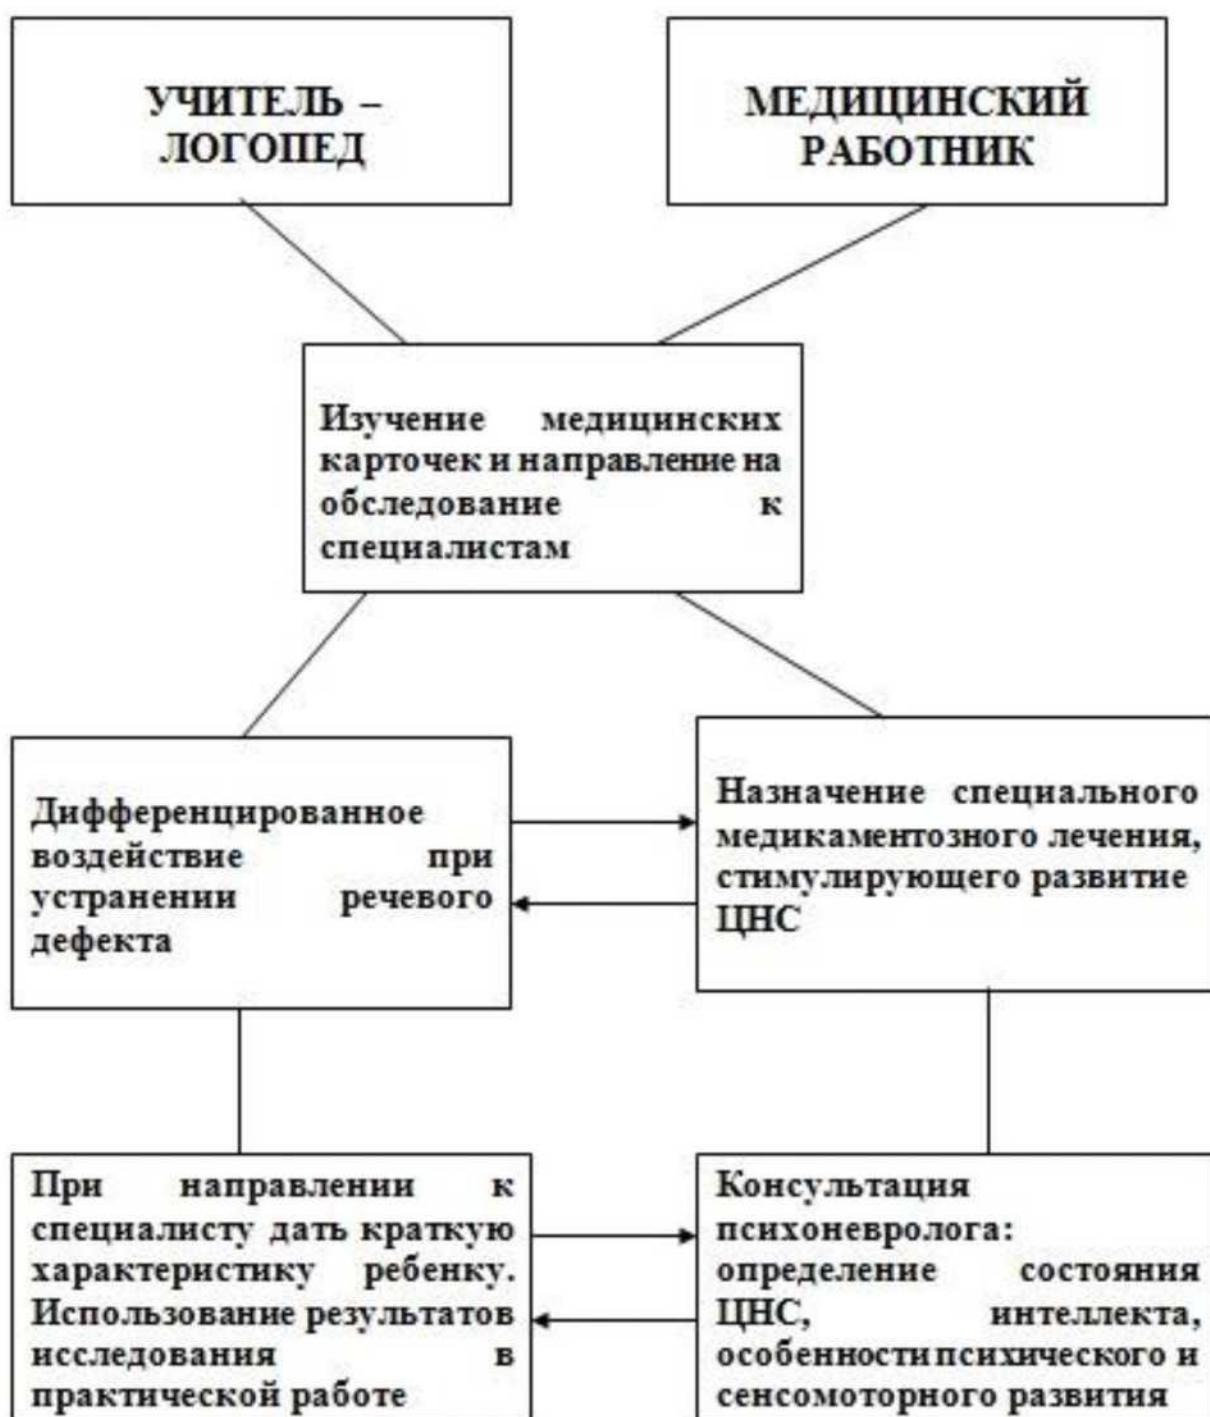 УЧИТЕЛЬ –
ЛОГОПЕД
МЕДИЦИНСКИЙ
РАБОТНИК
Изучение медицинских
карточек и направление на
обследование к
специалистам
Дифференцированное
воздействие при
устранении речевого
дефекта
Назначение специального
медикаментозного лечения,
стимулирующего развитие
ЦНС
При направлении к
специалисту дать краткую
характеристику ребенку.
Использование результатов
исследования в
практической работе
Консультация
психоневролога:
определение состояния
ЦНС, интеллекта,
особенности психического и
сенсомоторного развития